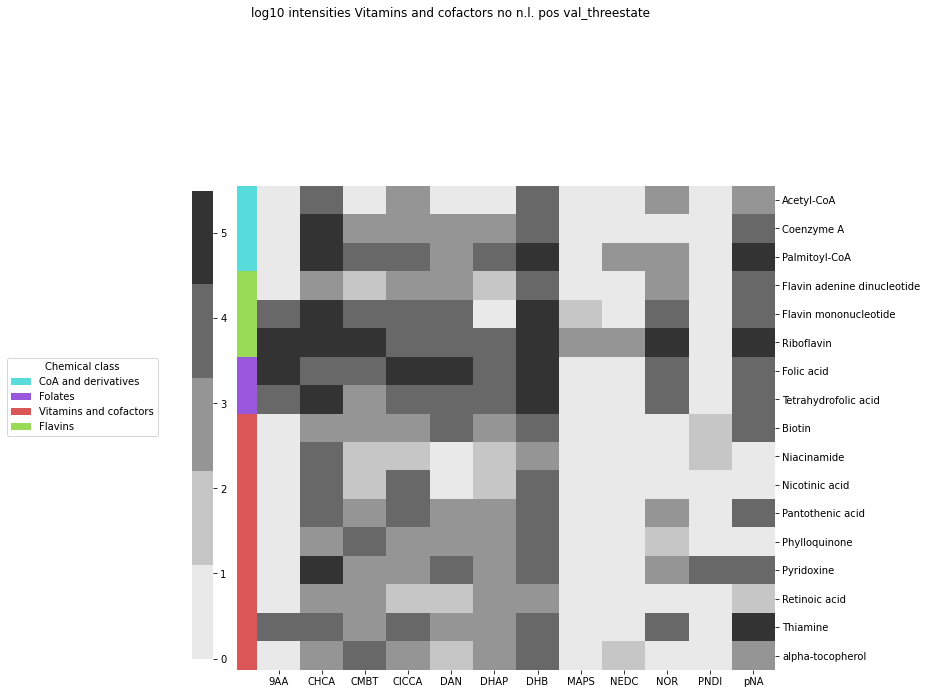 log10 intensities Vitamins and cofactors no n.l. pos val_threestate
5
4
3
2
1
0
Chemical class
CoA and derivatives
Folates
Vitamins and cofactors
Flavins
Acetyl-CoA
Coenzyme A
Palmitoyl-CoA
Flavin adenine dinucleotide
Flavin mononucleotide
Riboflavin
Folic acid
Tetrahydrofolic acid
Biotin
Niacinamide
Nicotinic acid
Pantothenic acid
Phylloquinone
Pyridoxine
Retinoic acid
Thiamine
alpha-tocopherol
9AA CHCA CMBT ClCCA DAN DHAP DHB MAPS NEDC NOR PNDI pNA